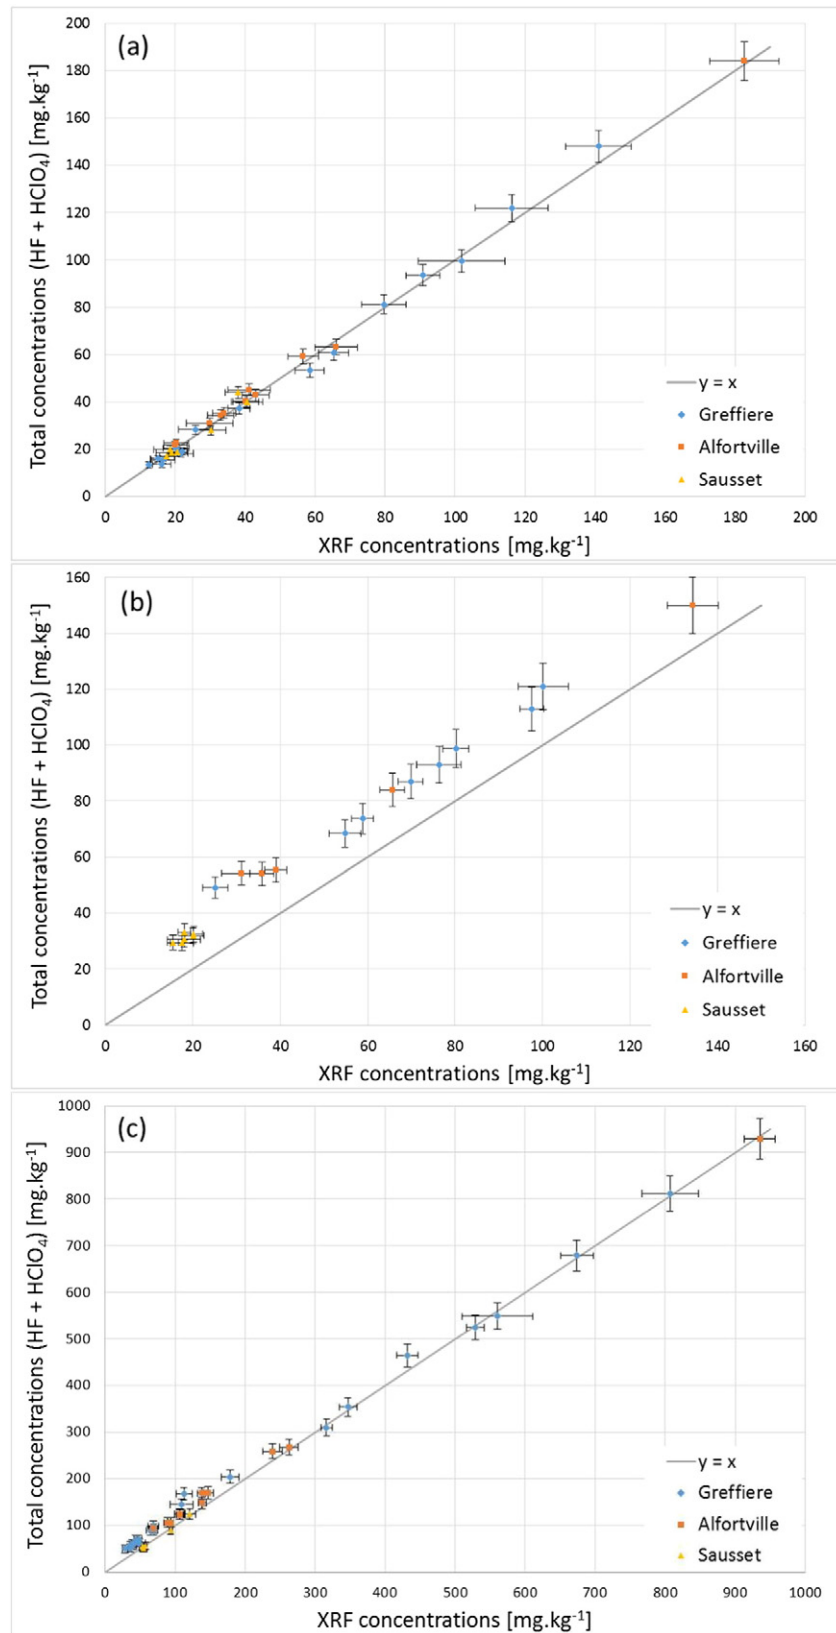 (a)
Total concentrations (HF + HClO4) [mg.kg-1]
200
180
160
140
120
100
80
60
40
20
0
y = x
Greffiere
Alfortville
Sausset
0 20 40 60 80 100 120 140 160 180 200
XRF concentrations [mg.kg-1]
(b)
Total concentrations (HF + HClO4) [mg.kg-1]
160
140
120
100
80
60
40
20
0
y = x
Greffiere
Alfortville
Sausset
0 20 40 60 80 100 120 140 160
XRF concentrations [mg.kg-1]
(c)
Total concentrations (HF + HClO4) [mg.kg-1]
1000
900
800
700
600
500
400
300
200
100
0
y = x
Greffiere
Alfortville
Sausset
0 100 200 300 400 500 600 700 800 900 1000
XRF concentrations [mg.kg-1]